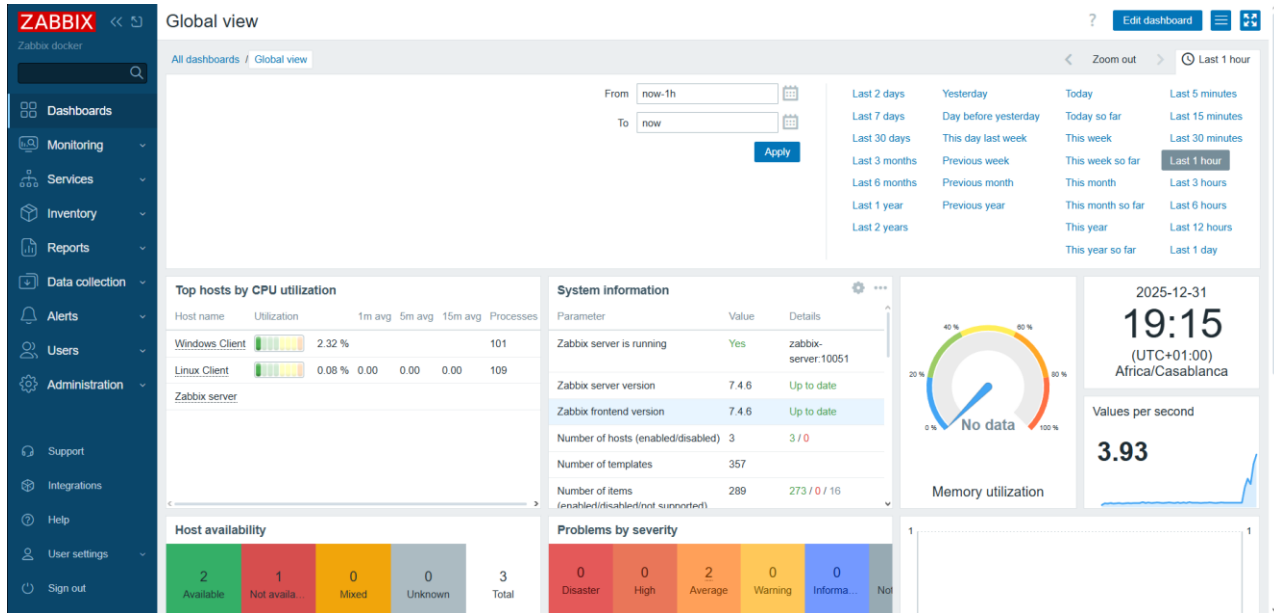 ZABBIX
Zabbix docker
Dashboards
Monitoring
Services
Inventory
Reports
Data collection
Alerts
Users
Administration
Support
Integrations
Help
User settings
Sign out
Global view
? Edit dashboard
All dashboards / Global view
Zoom out Last 1 hour
From now-1h
To now
Apply
Last 2 days Yesterday Today Last 5 minutes
Last 7 days Day before yesterday Today so far Last 15 minutes
Last 30 days This day last week This week Last 30 minutes
Last 3 months Previous week This week so far Last 1 hour
Last 6 months Previous month This month Last 3 hours
Last 1 year Previous year This month so far Last 6 hours
Last 2 years This year Last 12 hours
This year so far Last 1 day
Top hosts by CPU utilization
Host name Utilization 1m avg 5m avg 15m avg Processes
Windows Client 2.32 % 101
Linux Client 0.08 % 0.00 0.00 0.00 109
Zabbix server
System information
Parameter Value Details
Zabbix server is running Yes zabbix-
server:10051
Zabbix server version 7.4.6 Up to date
Zabbix frontend version 7.4.6 Up to date
Number of hosts (enabled/disabled) 3 3 / 0
Number of templates 357
Number of items 289 273 / 0 / 16
(enabled/disabled/not supported)
40 % 60 %
20 % 80 %
0 % No data 100 %
Memory utilization
2025-12-31
19:15
(UTC+01:00)
Africa/Casablanca
Values per second
3.93
Host availability
2 1 0 0 3
Available Not availa... Mixed Unknown Total
Problems by severity
0 0 2 0 0
Disaster High Average Warning Informa... Not
1 1